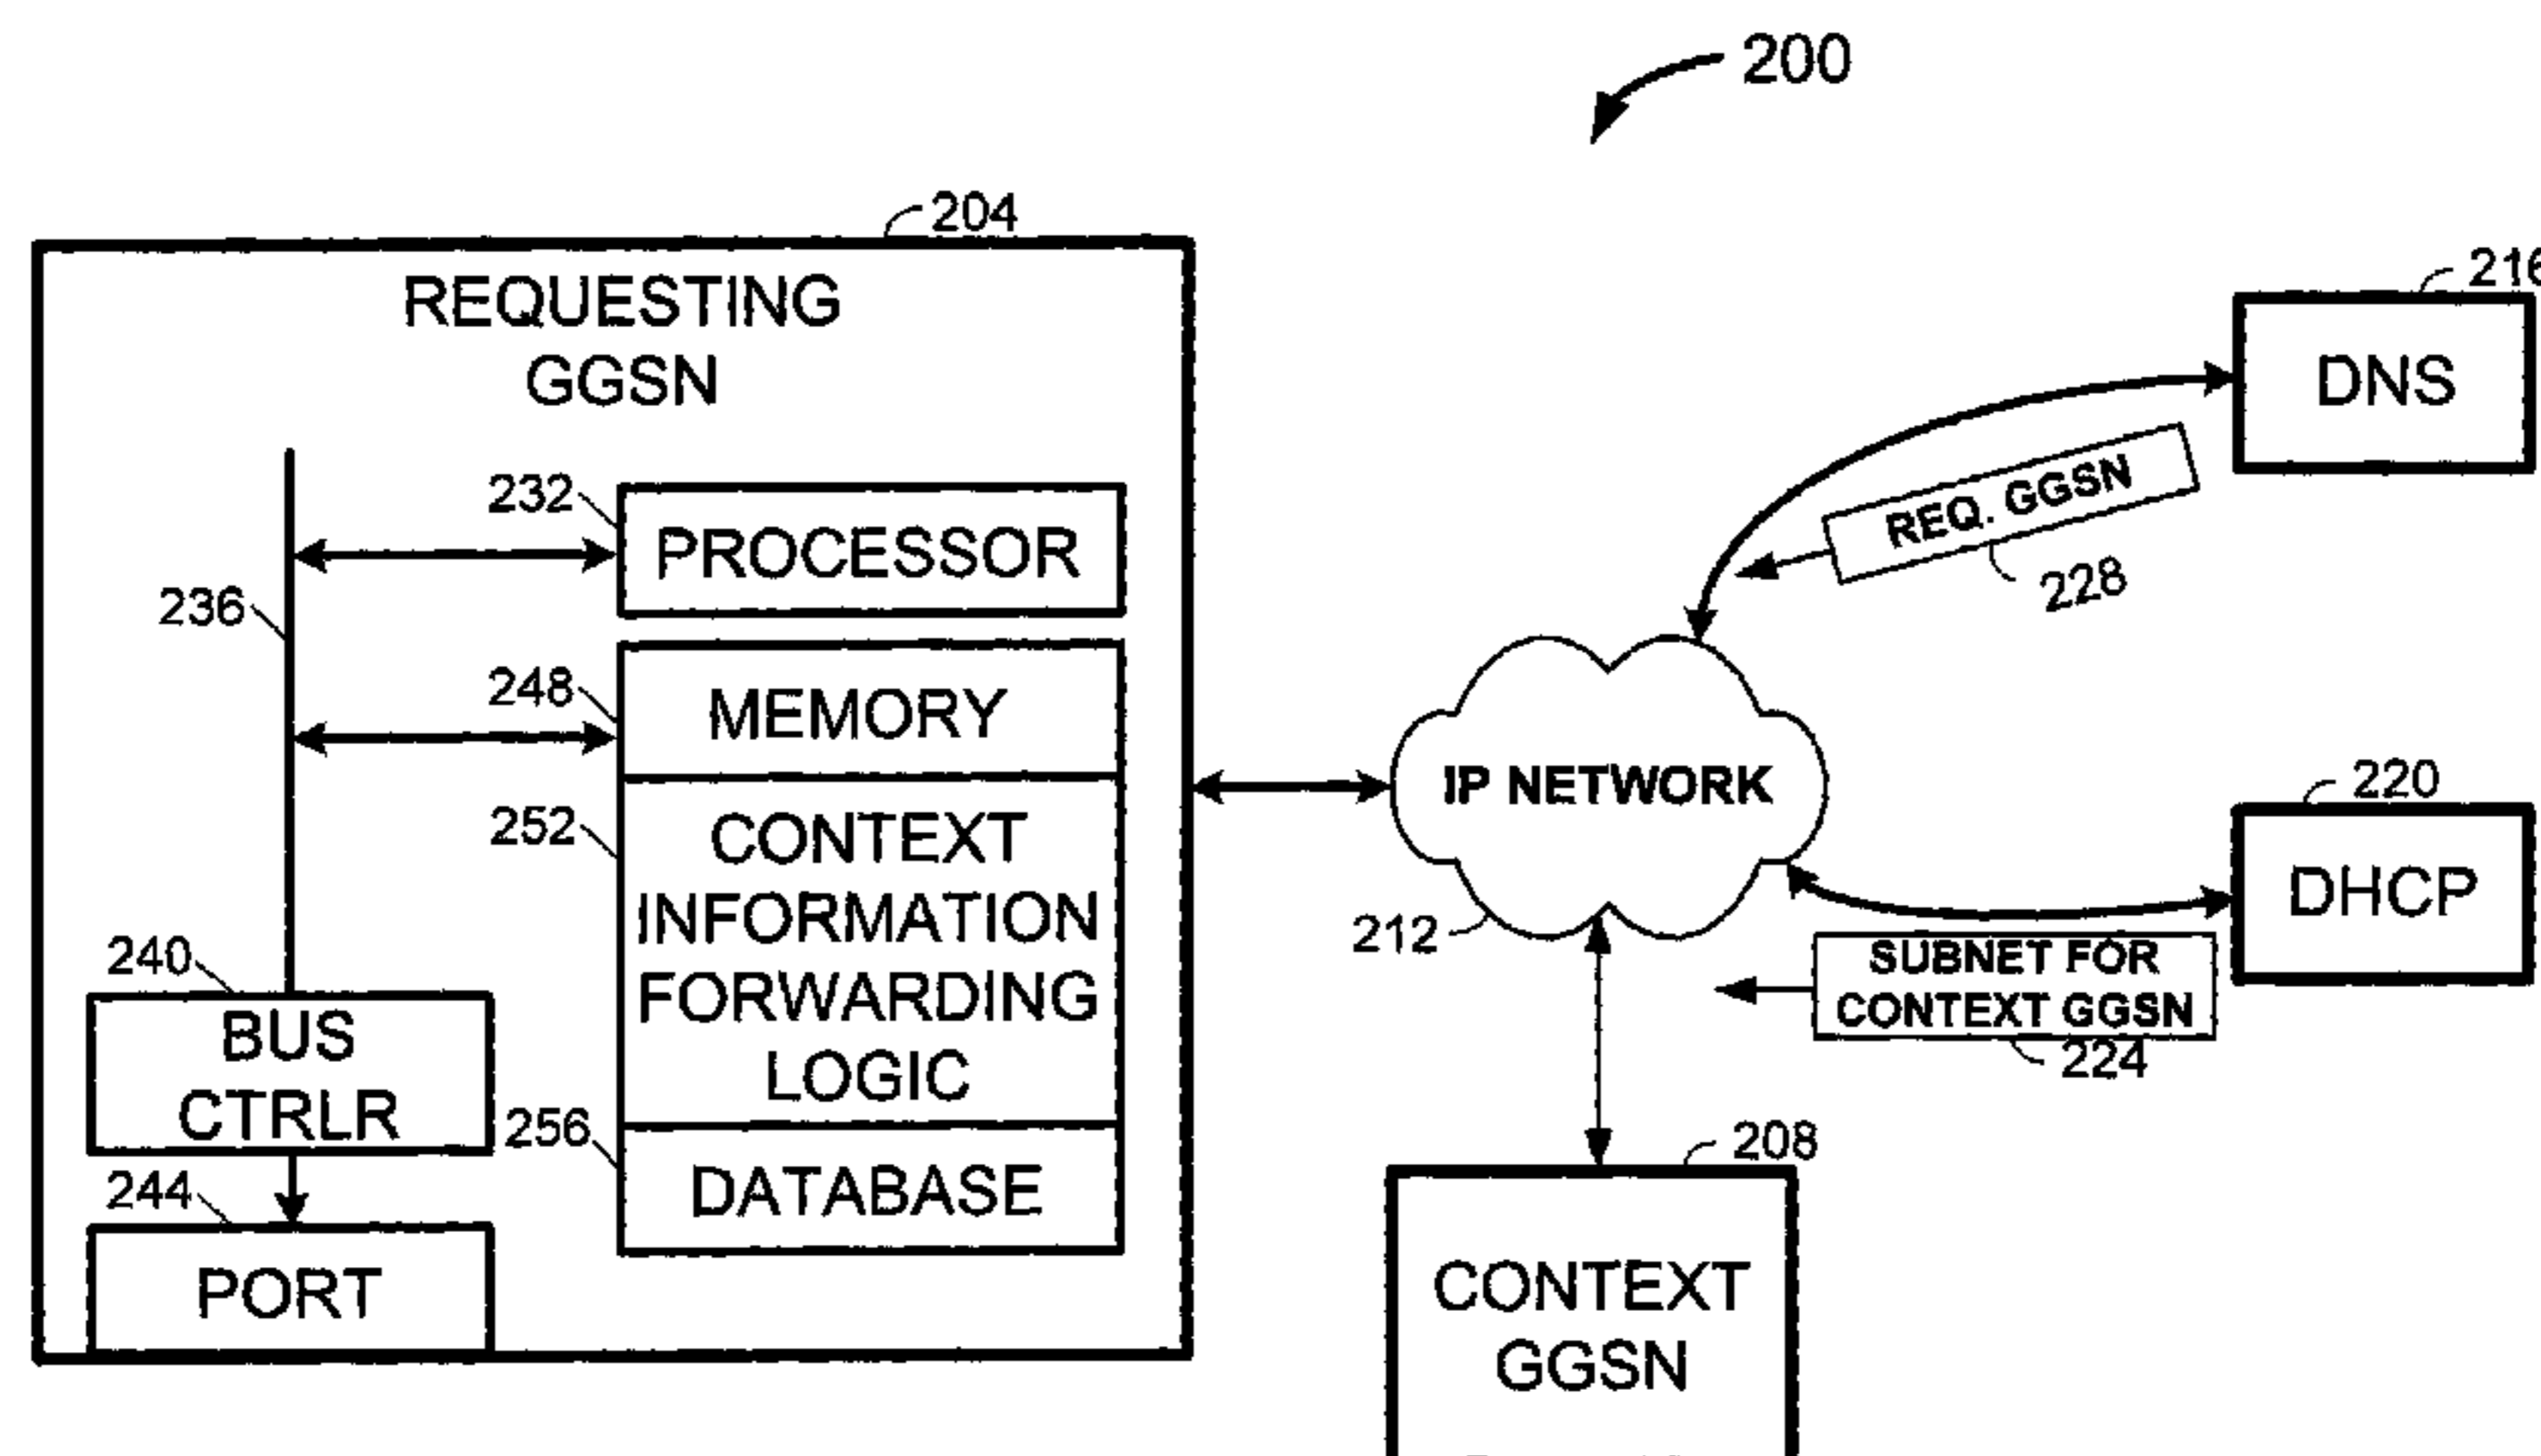 200
204
REQUESTING
GGSN
232
PROCESSOR
236
248
MEMORY
252
CONTEXT
INFORMATION
FORWARDING
LOGIC
240
BUS
CTRLR
256
DATABASE
244
PORT
216
DNS
REQ. GGSN
228
IP NETWORK
212
220
DHCP
SUBNET FOR
CONTEXT GGSN
224
208
CONTEXT
GGSN